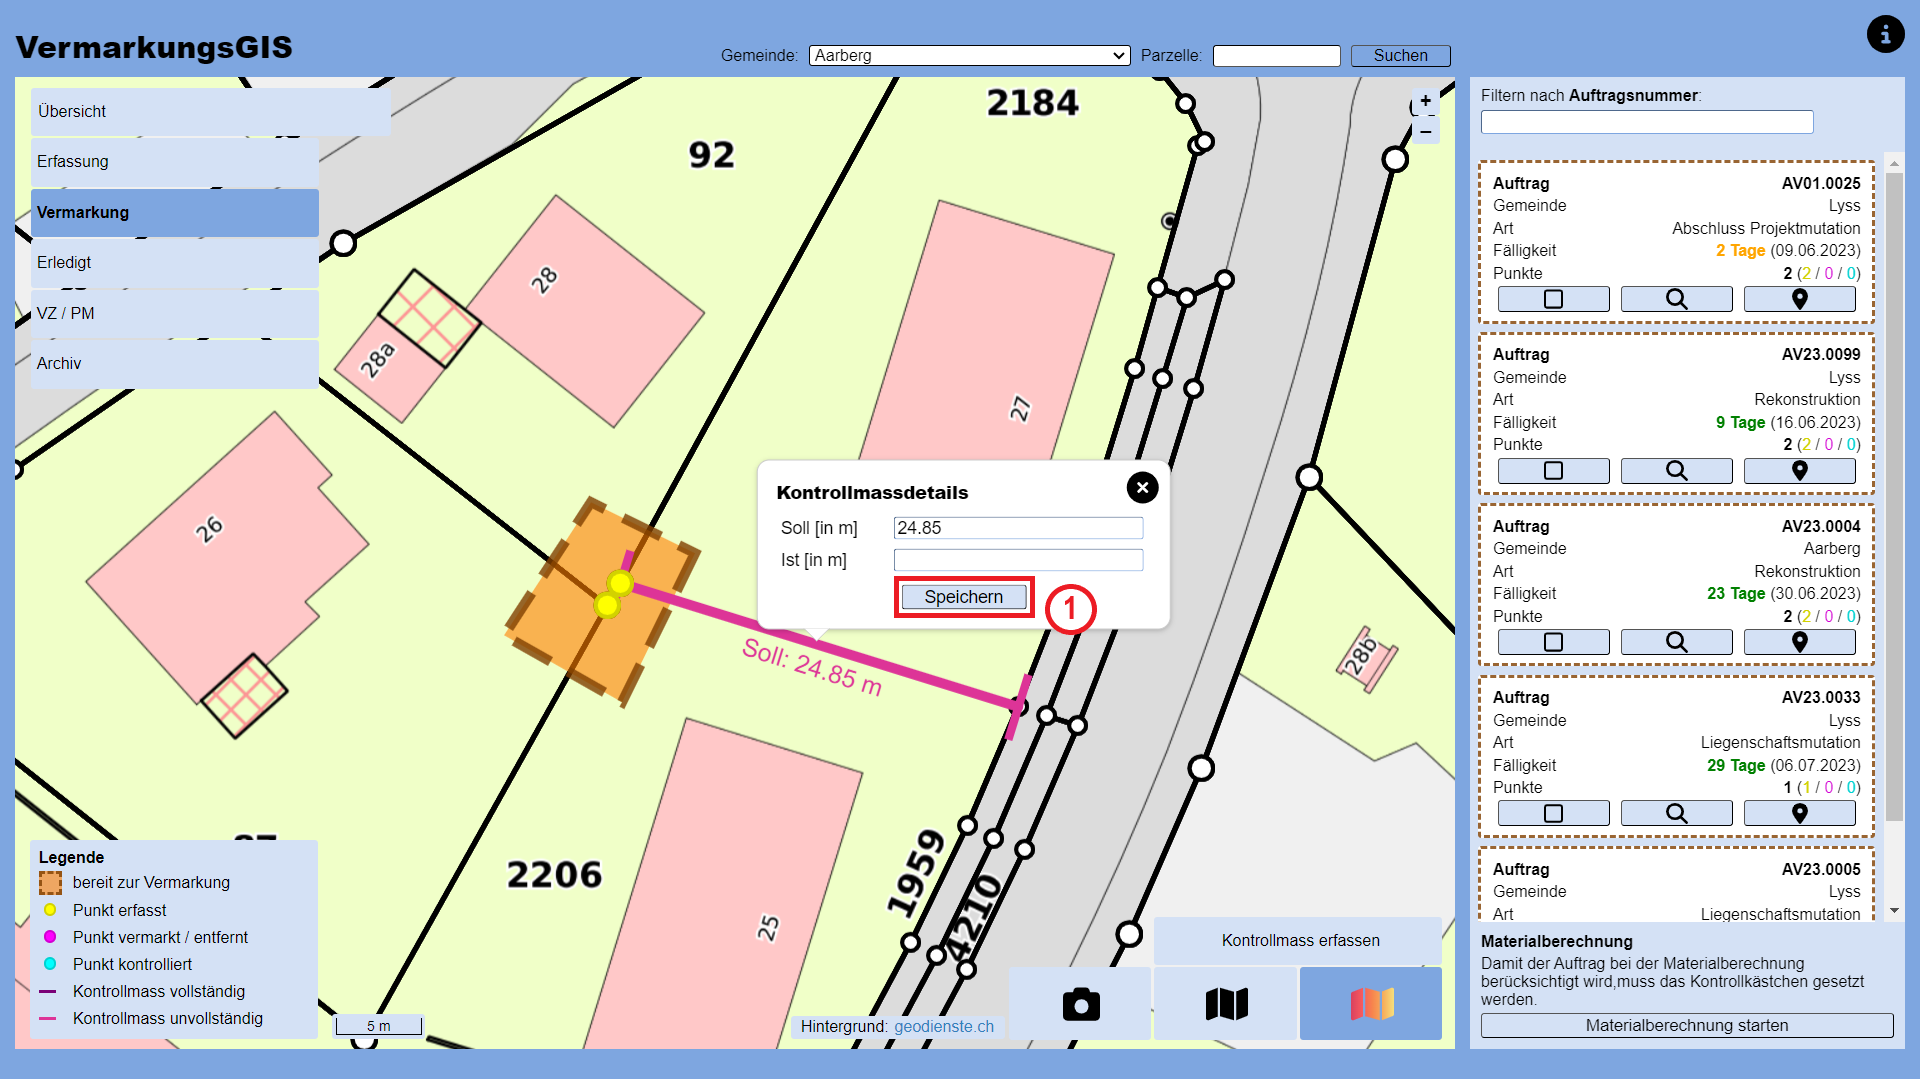 VermarkungsGIS
Gemeinde: Aarberg Parzelle: Suchen
Übersicht
Erfassung
Vermarkung
Erledigt
VZ / PM
Archiv
2184
92
28
28a
27
26
28b
25
2206
1959
4210
+
−
Kontrollmassdetails
Soll [in m] 24.85
Ist [in m]
Speichern
1
Soll: 24.85 m
Legende
bereit zur Vermarkung
Punkt erfasst
Punkt vermarkt / entfernt
Punkt kontrolliert
Kontrollmass vollständig
Kontrollmass unvollständig
5 m
Hintergrund: geodienste.ch
Kontrollmass erfassen
Filtern nach Auftragsnummer:
Auftrag AV01.0025
Gemeinde Lyss
Art Abschluss Projektmutation
Fälligkeit 2 Tage (09.06.2023)
Punkte 2 (2 / 0 / 0)
Auftrag AV23.0099
Gemeinde Lyss
Art Rekonstruktion
Fälligkeit 9 Tage (16.06.2023)
Punkte 2 (2 / 0 / 0)
Auftrag AV23.0004
Gemeinde Aarberg
Art Rekonstruktion
Fälligkeit 23 Tage (30.06.2023)
Punkte 2 (2 / 0 / 0)
Auftrag AV23.0033
Gemeinde Lyss
Art Liegenschaftsmutation
Fälligkeit 29 Tage (06.07.2023)
Punkte 1 (1 / 0 / 0)
Auftrag AV23.0005
Gemeinde Lyss
Art Liegenschaftsmutation
Materialberechnung
Damit der Auftrag bei der Materialberechnung
berücksichtigt wird,muss das Kontrollkästchen gesetzt
werden.
Materialberechnung starten